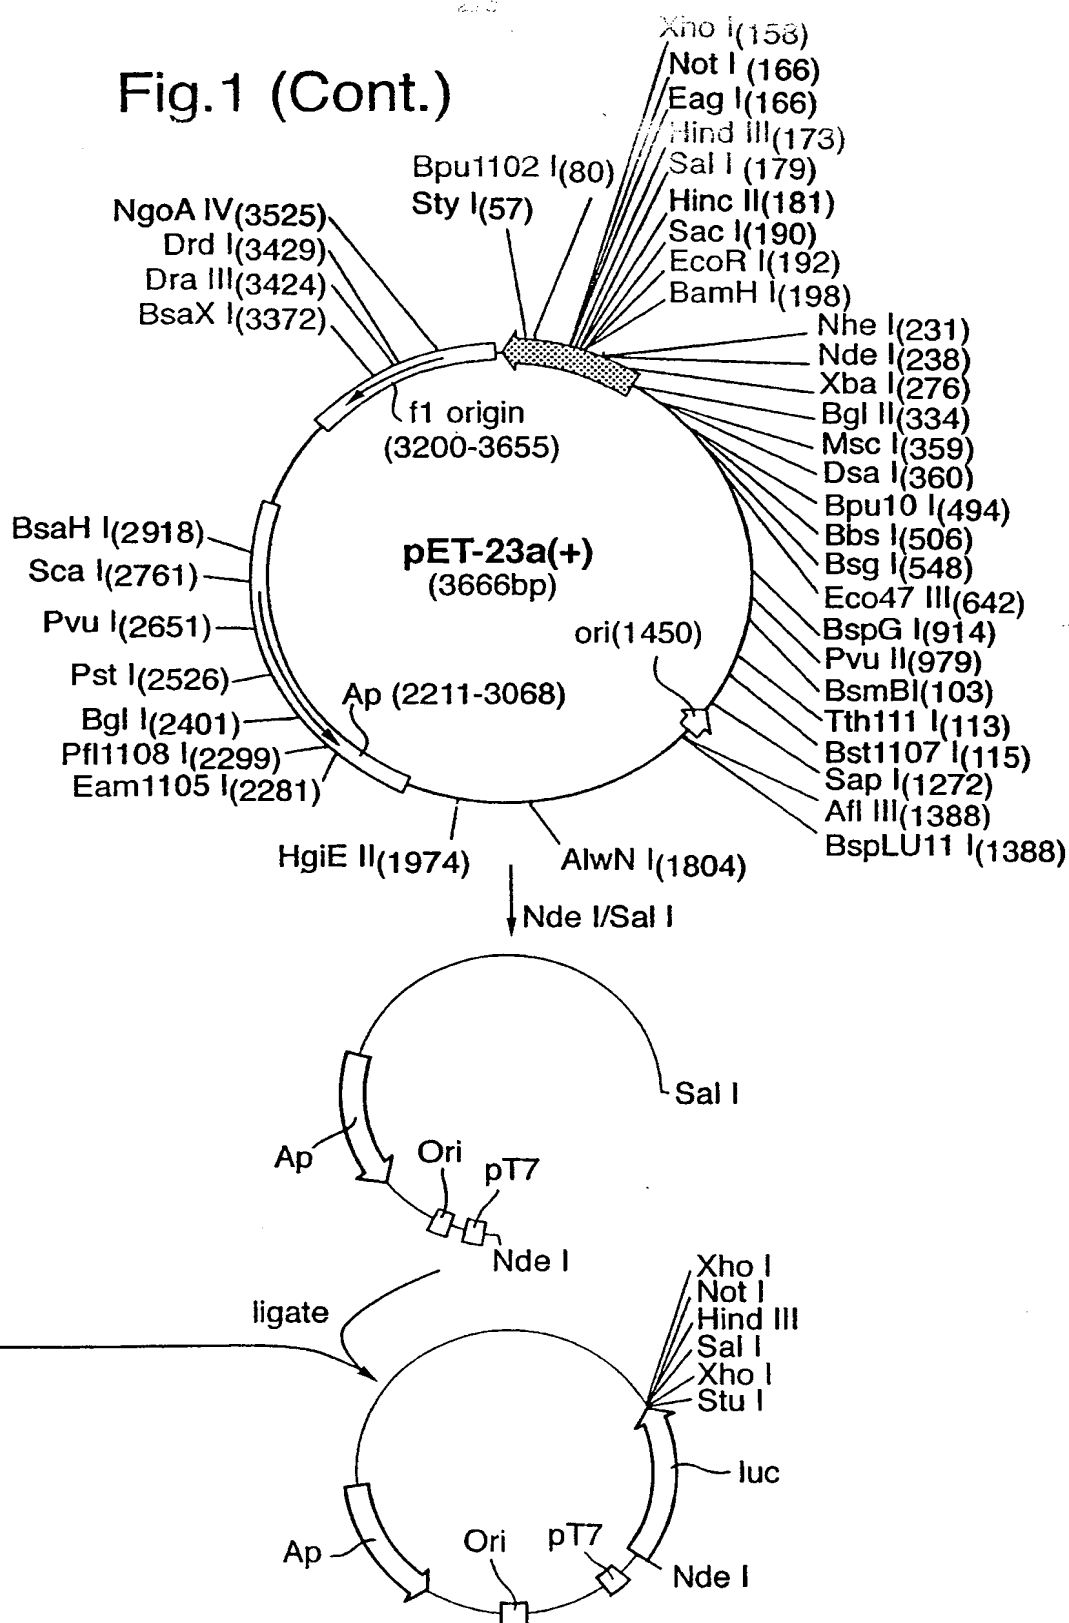 Fig.1 (Cont.)
Xho I(158)
Not I (166)
Eag I(166)
Hind III(173)
Sal I (179)
Hinc II(181)
Sac I(190)
EcoR I(192)
BamH I(198)
Bpu1102 I(80)
Sty I(57)
NgoA IV(3525)
Drd I(3429)
Dra III(3424)
BsaX I(3372)
Nhe I(231)
Nde I(238)
Xba I(276)
Bgl II(334)
Msc I(359)
Dsa I(360)
Bpu10 I(494)
Bbs I(506)
Bsg I(548)
Eco47 III(642)
BspG I(914)
Pvu II(979)
BsmBI(103)
Tth111 I(113)
Bst1107 I(115)
Sap I(1272)
Afl III(1388)
BspLU11 I(1388)
f1 origin
(3200-3655)
pET-23a(+)
(3666bp)
ori(1450)
Ap (2211-3068)
BsaH I(2918)
Sca I(2761)
Pvu I(2651)
Pst I(2526)
Bgl I(2401)
Pfl1108 I(2299)
Eam1105 I(2281)
HgiE II(1974)
AlwN I(1804)
Nde I/Sal I
Sal I
Ap
Ori
pT7
Nde I
ligate
Xho I
Not I
Hind III
Sal I
Xho I
Stu I
luc
Ap
Ori
pT7
Nde I